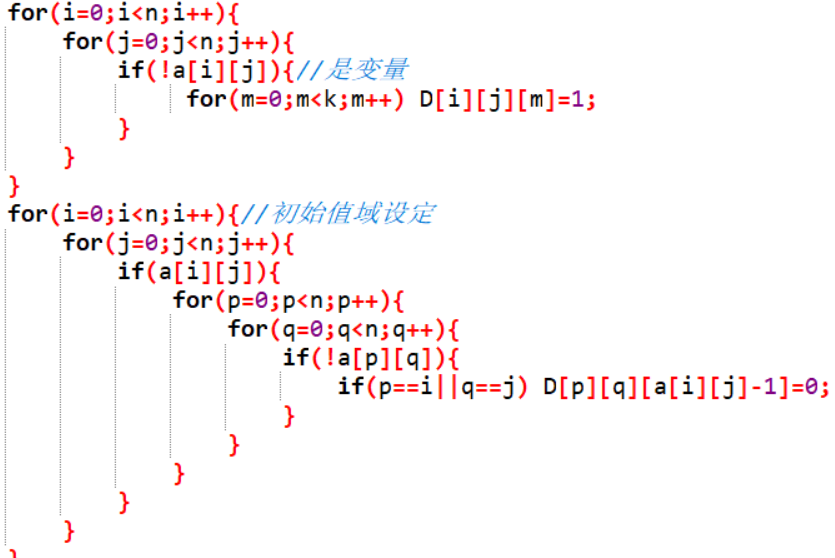 for(i=0;i<n;i++){
    for(j=0;j<n;j++){
        if(!a[i][j]){//是变量
             for(m=0;m<k;m++) D[i][j][m]=1;
        }
    }
}
for(i=0;i<n;i++){//初始值域设定
    for(j=0;j<n;j++){
        if(a[i][j]){
            for(p=0;p<n;p++){
                for(q=0;q<n;q++){
                    if(!a[p][q]){
                        if(p==i||q==j) D[p][q][a[i][j]-1]=0;
                    }
                }
            }
        }
    }
}